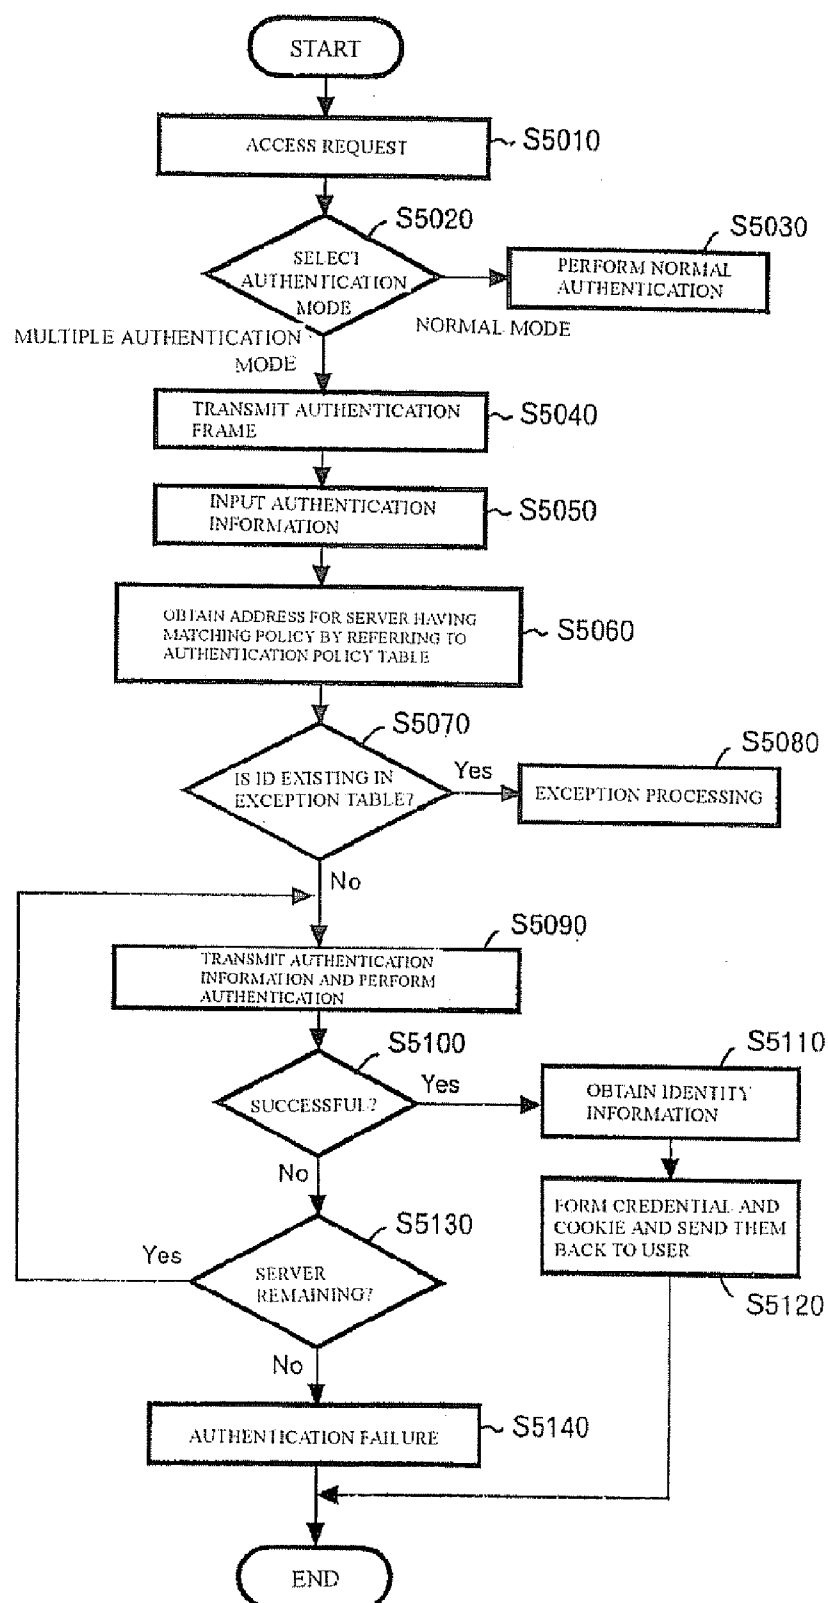 START
ACCESS REQUEST
S5010
S5020
SELECT
AUTHENTICATION
MODE
S5030
PERFORM NORMAL
AUTHENTICATION
NORMAL MODE
MULTIPLE AUTHENTICATION
MODE
TRANSMIT AUTHENTICATION
FRAME
S5040
INPUT AUTHENTICATION
INFORMATION
S5050
OBTAIN ADDRESS FOR SERVER HAVING
MATCHING POLICY BY REFERRING TO
AUTHENTICATION POLICY TABLE
S5060
S5070
IS ID EXISTING IN
EXCEPTION TABLE?
Yes
S5080
EXCEPTION PROCESSING
No
S5090
TRANSMIT AUTHENTICATION
INFORMATION AND PERFORM
AUTHENTICATION
S5100
SUCCESSFUL?
Yes
S5110
OBTAIN IDENTITY
INFORMATION
No
FORM CREDENTIAL AND
COOKIE AND SEND THEM
BACK TO USER
S5120
S5130
Yes
SERVER
REMAINING?
No
AUTHENTICATION FAILURE
S5140
END